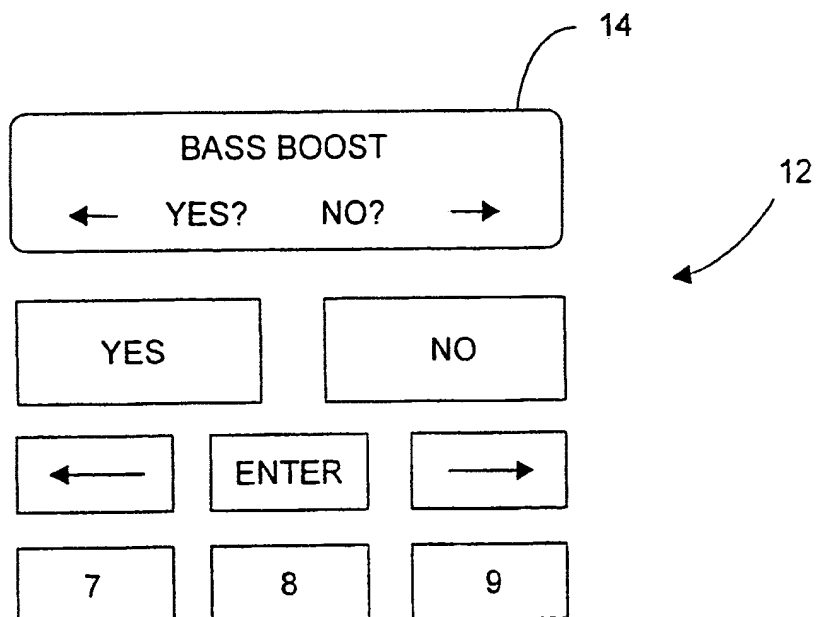 14
BASS BOOST
← YES? NO? →
12
YES NO
← ENTER →
7 8 9